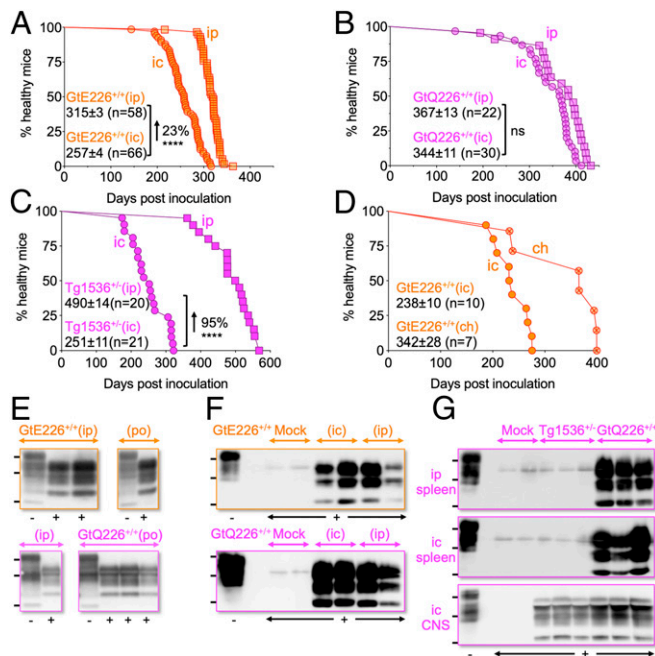 A
100
75
50
25
0
% healthy mice
ip
ic
GtE226+/+(ip)
315±3 (n=58)
GtE226+/+(ic)
257±4 (n=66)
23%
****
0 100 200 300 400
Days post inoculation
B
100
75
50
25
0
% healthy mice
ip
ic
GtQ226+/+(ip)
367±13 (n=22)
GtQ226+/+(ic)
344±11 (n=30)
ns
0 100 200 300 400
Days post inoculation
C
100
75
50
25
0
% healthy mice
ic
ip
Tg1536+/-(ip)
490±14(n=20)
Tg1536+/-(ic)
251±11(n=21)
95%
****
0 100 200 300 400 500 600
Days post inoculation
D
100
75
50
25
0
% healthy mice
ch
ic
GtE226+/+(ic)
238±10 (n=10)
GtE226+/+(ch)
342±28 (n=7)
0 100 200 300 400
Days post inoculation
E
GtE226+/+(ip) (po)
- + + - +
(ip) GtQ226+/+(po)
- + - + + +
F
GtE226+/+ Mock (ic) (ip)
- +
GtQ226+/+ Mock (ic) (ip)
- +
G
Mock Tg1536+/- GtQ226+/+
ip
spleen
ic
spleen
ic
CNS
- +